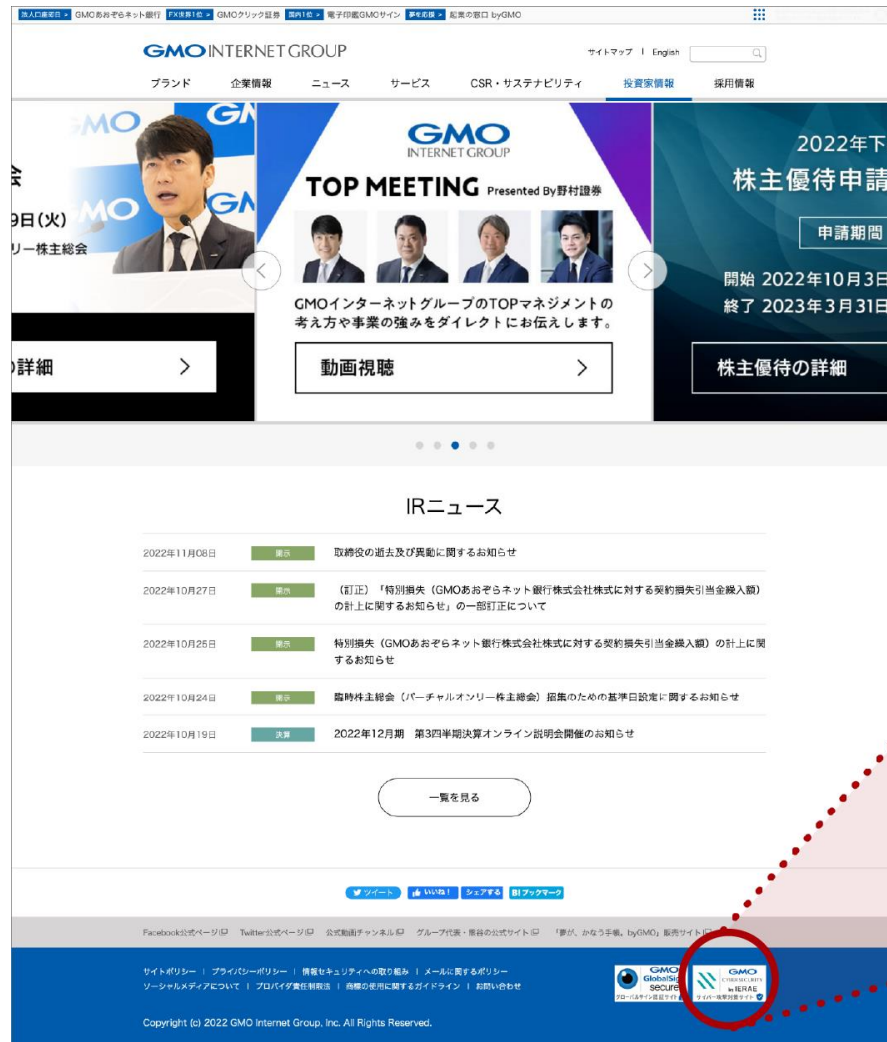 法人口座No.1 > GMOあおぞらネット銀行 FX世界1位 > GMOクリック証券 国内1位 > 電子印鑑GMOサイン 夢を応援 > 起業の窓口 byGMO
GMO INTERNET GROUP
サイトマップ | English
ブランド 企業情報 ニュース サービス CSR・サステナビリティ 投資家情報 採用情報
9日(火)
リー株主総会
の詳細
GMO
INTERNET GROUP
TOP MEETING Presented By野村證券
GMOインターネットグループのTOPマネジメントの
考え方や事業の強みをダイレクトにお伝えします。
動画視聴
2022年下
株主優待申請
申請期間
開始 2022年10月3日
終了 2023年3月31日
株主優待の詳細
IRニュース
2022年11月08日 開示 取締役の逝去及び異動に関するお知らせ
2022年10月27日 開示 (訂正)「特別損失(GMOあおぞらネット銀行株式会社株式に対する契約損失引当金繰入額)
の計上に関するお知らせ」の一部訂正について
2022年10月25日 開示 特別損失(GMOあおぞらネット銀行株式会社株式に対する契約損失引当金繰入額)の計上に関
するお知らせ
2022年10月24日 開示 臨時株主総会(バーチャルオンリー株主総会)招集のための基準日設定に関するお知らせ
2022年10月19日 決算 2022年12月期 第3四半期決算オンライン説明会開催のお知らせ
一覧を見る
ツイート いいね! シェアする B! ブックマーク
Facebook公式ページ Twitter公式ページ 公式動画チャンネル グループ代表・熊谷の公式サイト 「夢が、かなう手帳。byGMO」販売サイト
サイトポリシー | プライバシーポリシー | 情報セキュリティへの取り組み | メールに関するポリシー
ソーシャルメディアについて | プロバイダ責任制限法 | 商標の使用に関するガイドライン | お問い合わせ
GMO
GlobalSign
secure
グローバルサイン認証サイト
GMO
CYBERSECURITY
by IERAE
サイバー攻撃対策サイト
Copyright (c) 2022 GMO Internet Group, Inc. All Rights Reserved.